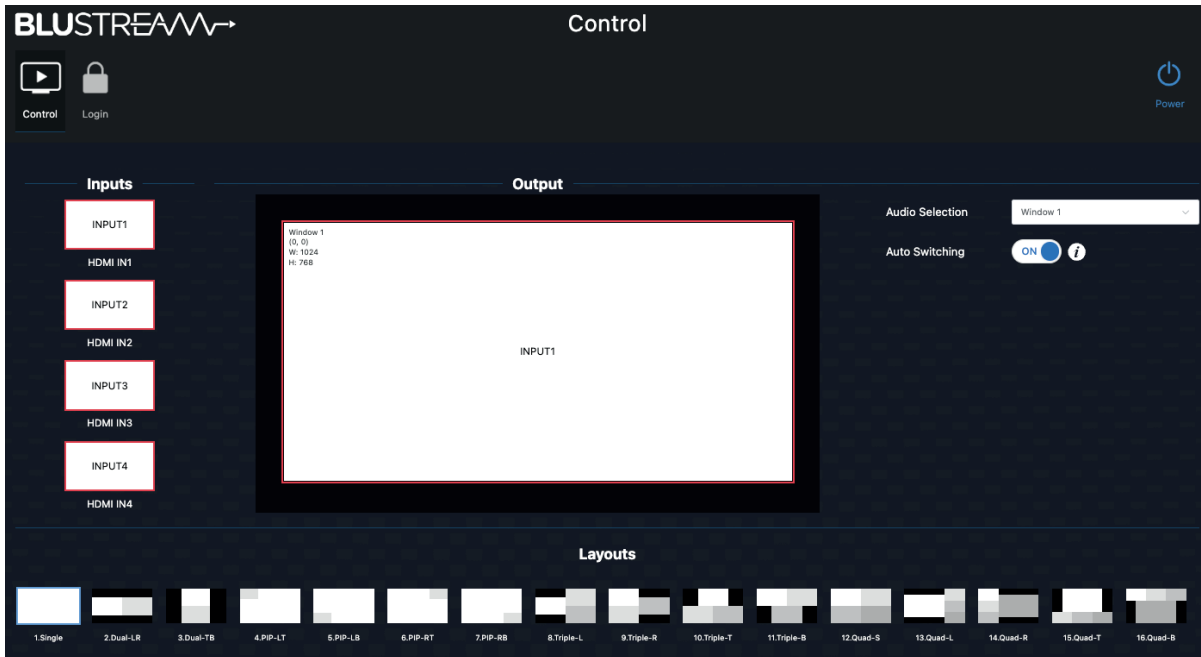 BLUSTREAM
Control
Control
Login
Power
Inputs
Output
INPUT1
HDMI IN1
INPUT2
HDMI IN2
INPUT3
HDMI IN3
INPUT4
HDMI IN4
Window 1
(0, 0)
W: 1024
H: 768
INPUT1
Audio Selection
Window 1
Auto Switching
ON
i
Layouts
1.Single
2.Dual-LR
3.Dual-TB
4.PIP-LT
5.PIP-LB
6.PIP-RT
7.PIP-RB
8.Triple-L
9.Triple-R
10.Triple-T
11.Triple-B
12.Quad-S
13.Quad-L
14.Quad-R
15.Quad-T
16.Quad-B